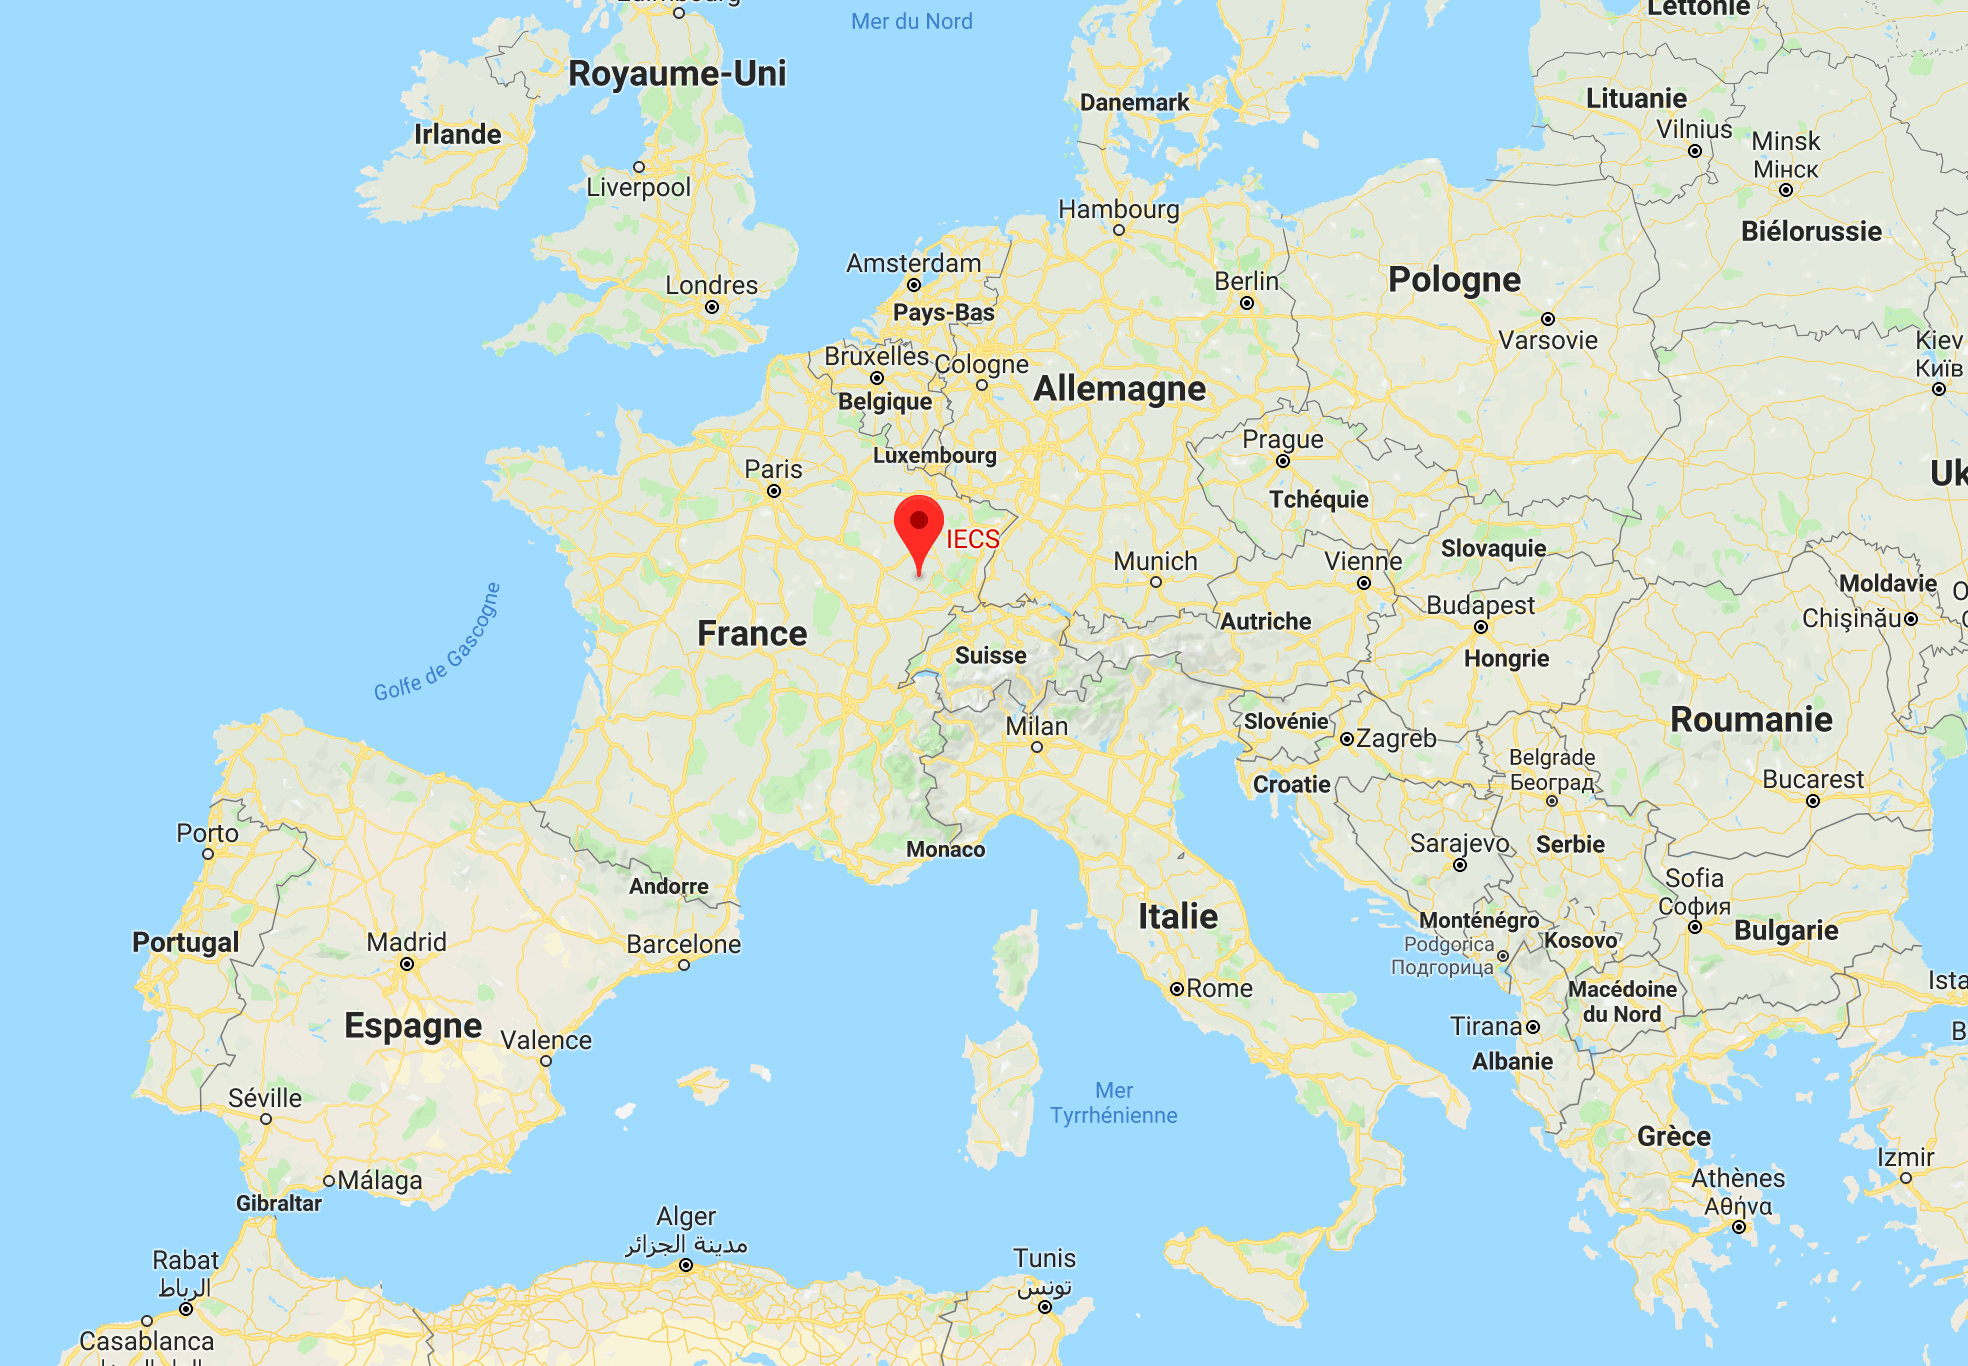 Mer du Nord
Lettonie
Royaume-Uni
Danemark
Lituanie
Irlande
Vilnius
Minsk
Мінск
Liverpool
Hambourg
Biélorussie
Amsterdam
Londres
Berlin
Pologne
Pays-Bas
Varsovie
Kiev
Київ
Bruxelles
Cologne
Allemagne
Belgique
Prague
Luxembourg
Paris
Uk
Tchéquie
IECS
Slovaquie
Munich
Vienne
Moldavie
Budapest
Chişinău
Autriche
France
Suisse
Hongrie
Golfe de Gascogne
Milan
Slovénie
Zagreb
Roumanie
Belgrade
Београд
Croatie
Bucarest
Porto
Monaco
Sarajevo
Serbie
Andorre
Sofia
София
Italie
Monténégro
Bulgarie
Portugal
Madrid
Barcelone
Kosovo
Podgorica
Подгорица
Ista
Rome
Macédoine
du Nord
Espagne
Valence
Tirana
B
Albanie
Mer
Tyrrhénienne
Séville
Grèce
Izmir
Málaga
Athènes
Αθήνα
Gibraltar
Alger
مدينة الجزائر
Rabat
الرباط
Tunis
تونس
Casablanca